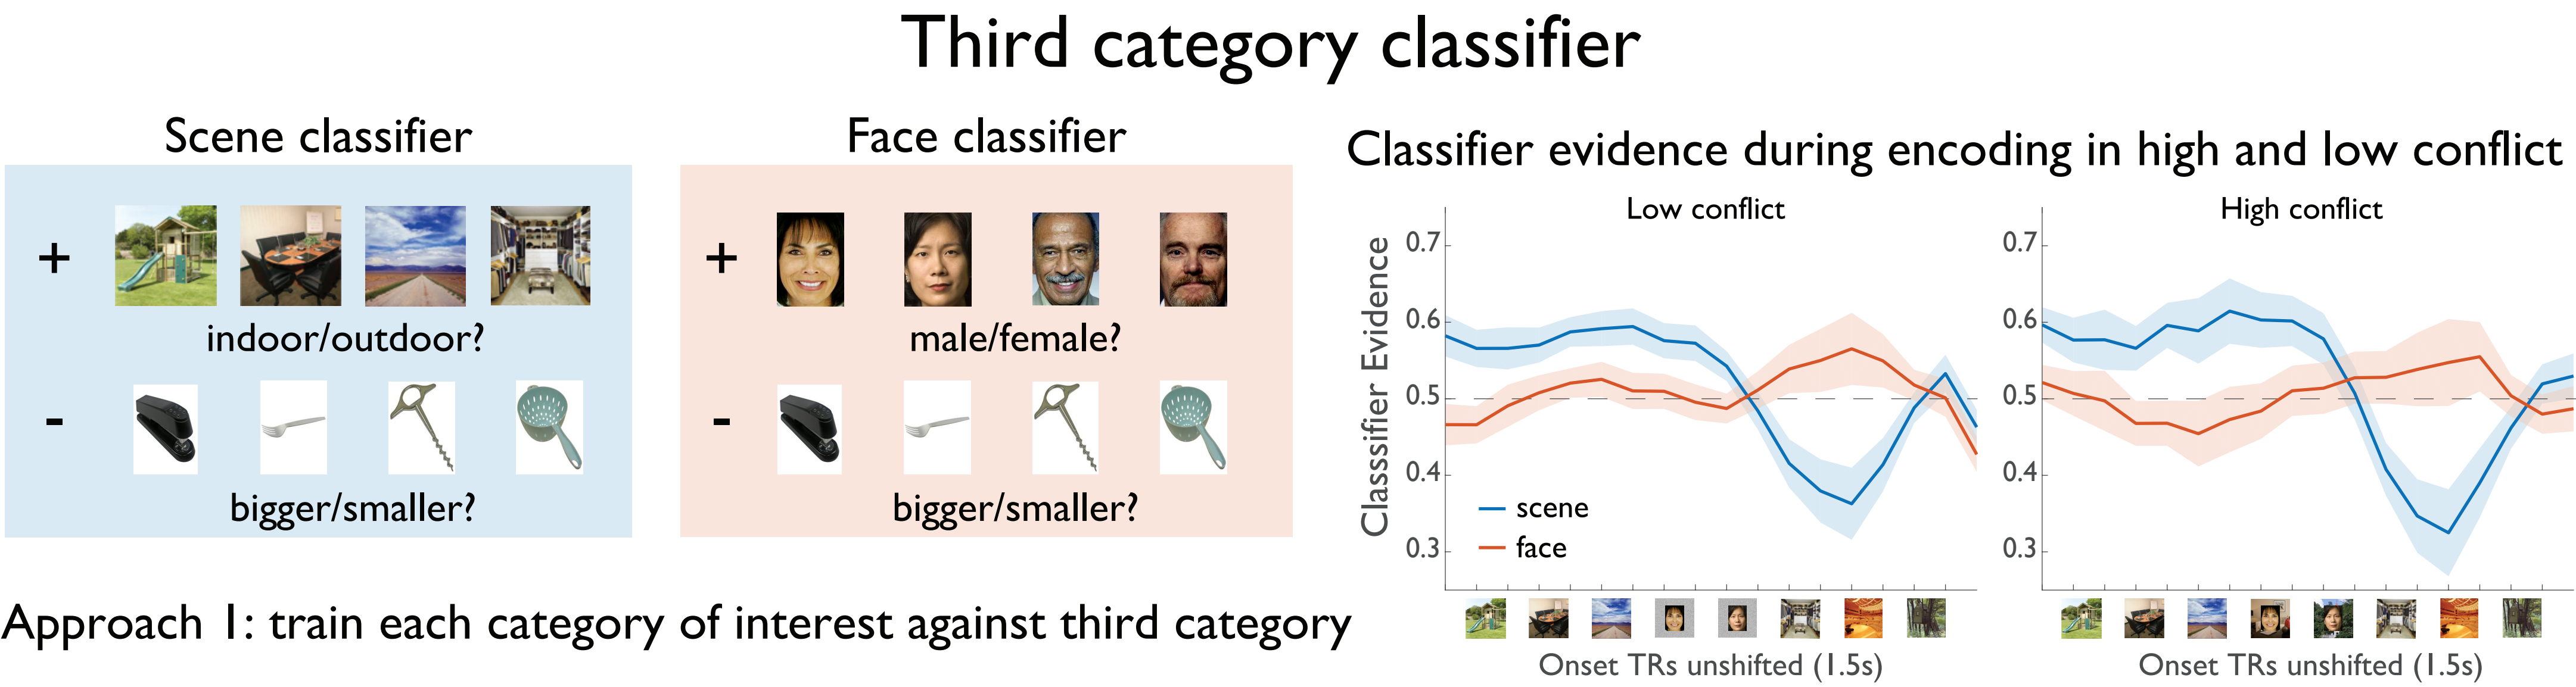 Third category classifier
Scene classifier
+
indoor/outdoor?
-
bigger/smaller?
Face classifier
+
male/female?
-
bigger/smaller?
Approach 1: train each category of interest against third category
Classifier evidence during encoding in high and low conflict
Low conflict
Classsifier Evidence
0.7
0.6
0.5
0.4
0.3
scene
face
Onset TRs unshifted (1.5s)
High conflict
0.7
0.6
0.5
0.4
0.3
Onset TRs unshifted (1.5s)